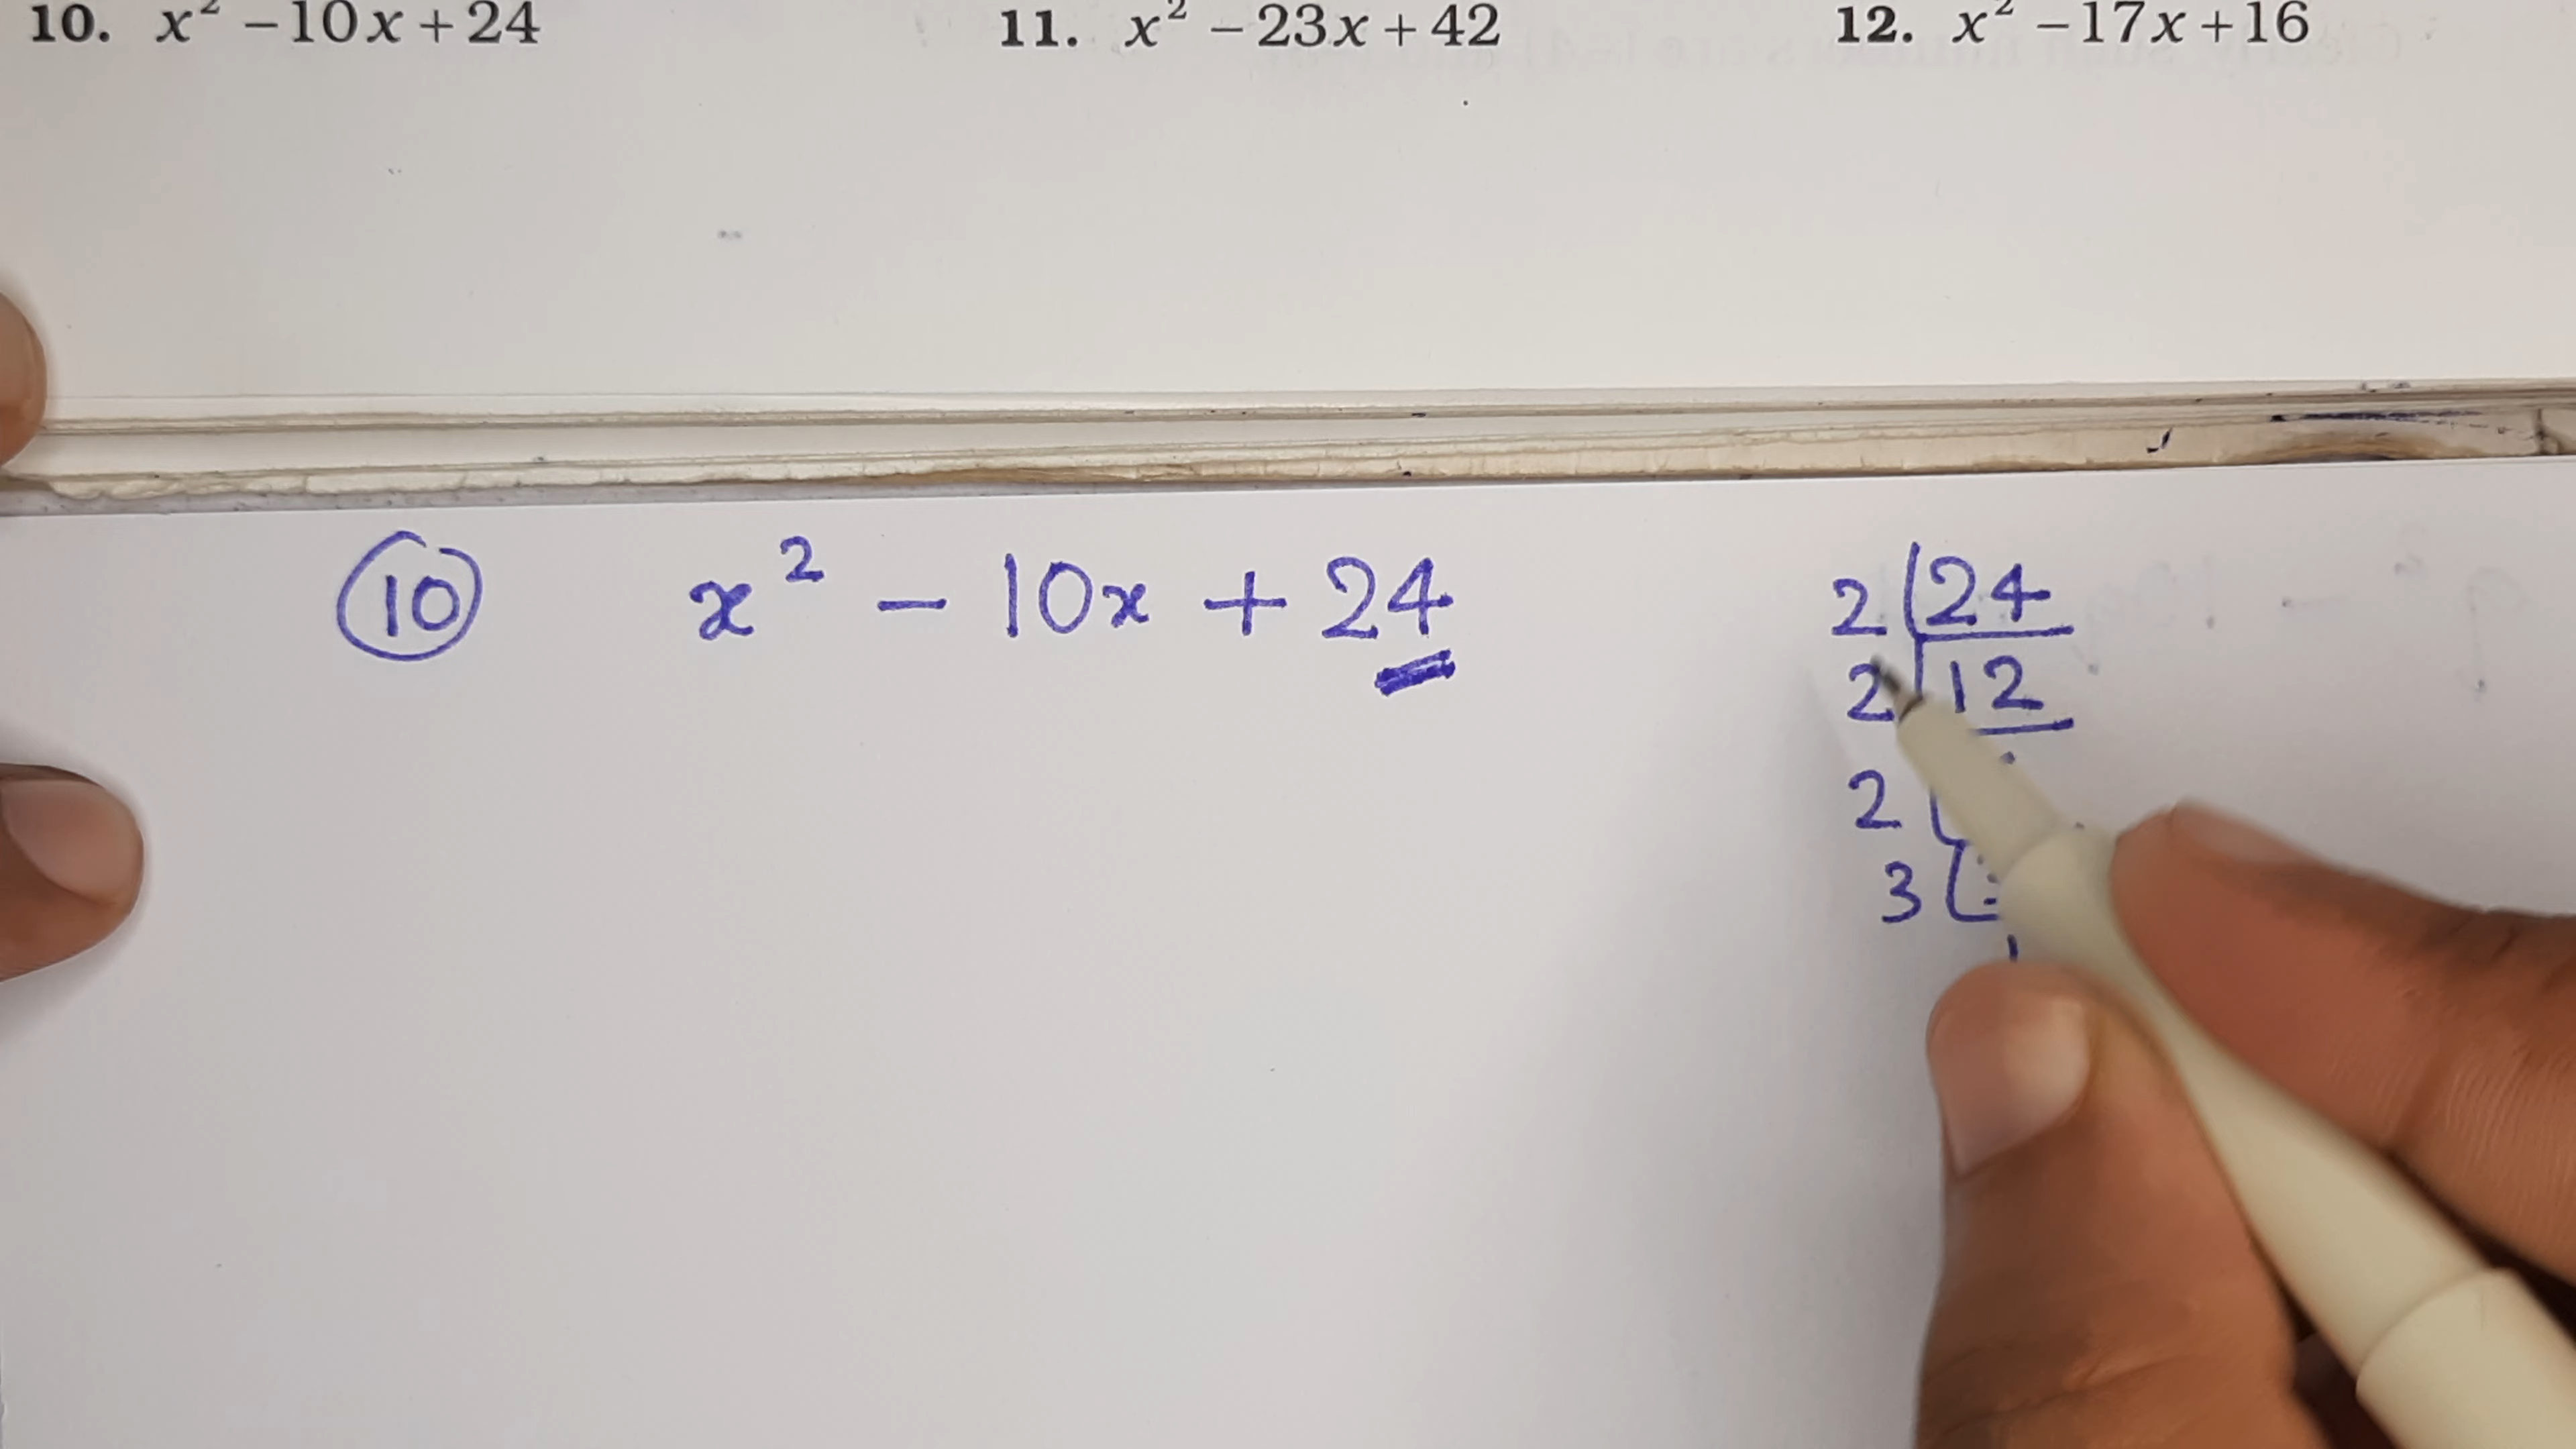 10. x² − 10x + 24 11. x² − 23x + 42 12. x² − 17x + 16
10 x² − 10x + 24
2 24
2 12
2
3
1